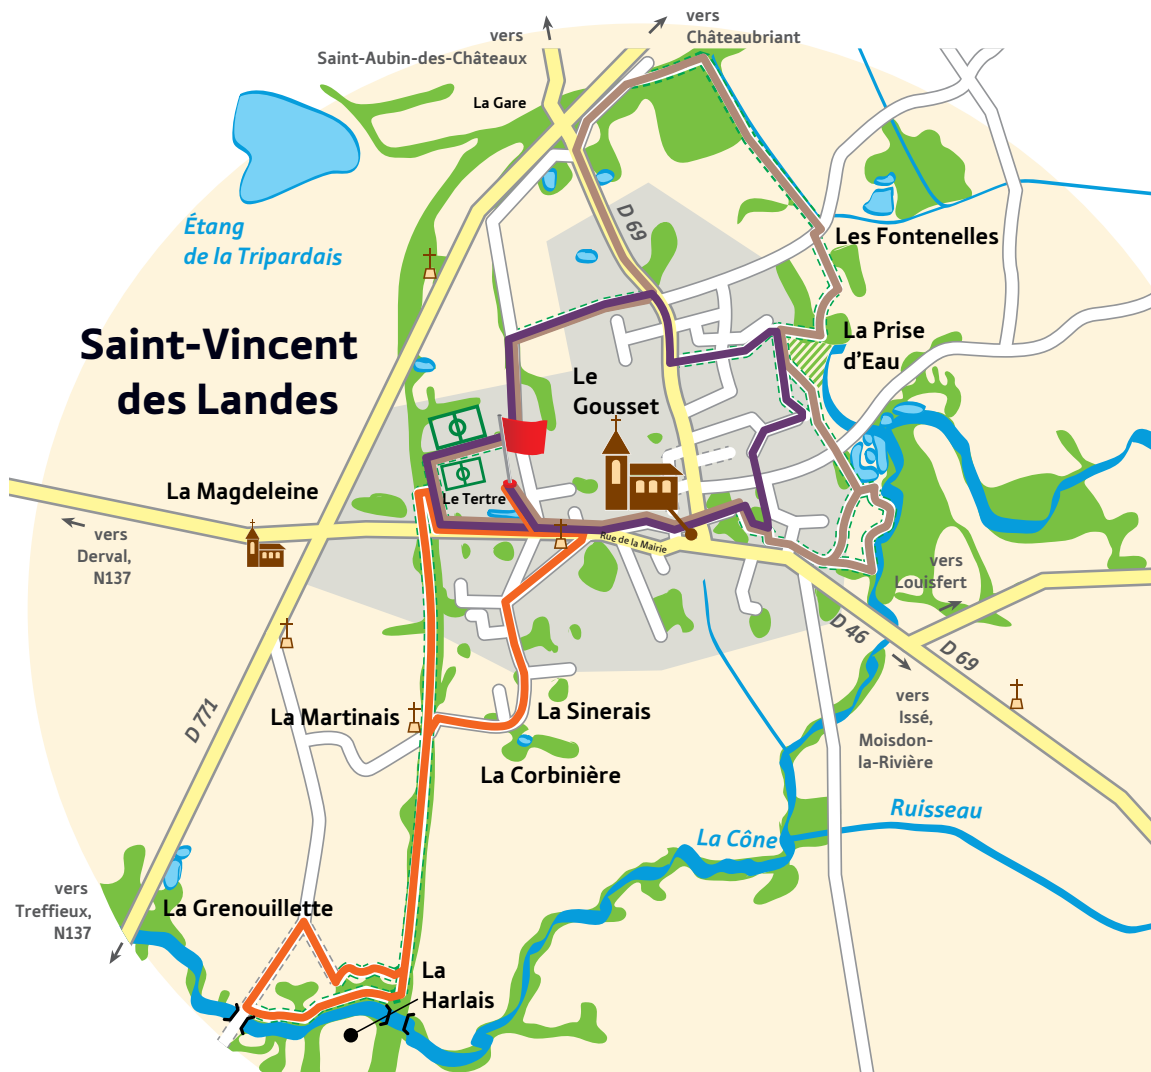 vers
Châteaubriant
vers
Saint-Aubin-des-Châteaux
La Gare
Étang
de la Tripardais
D 69
Les Fontenelles
Saint-Vincent
des Landes
La Prise
d'Eau
Le
Gousset
La Magdeleine
Le Tertre
vers
Derval,
N137
Rue de la Mairie
vers
Louisfert
D 46
D 69
vers
Issé,
Moisdon-
la-Rivière
D 771
La Martinais
La Sinerais
La Corbinière
Ruisseau
La Cône
vers
Treffieux,
N137
La Grenouillette
La
Harlais